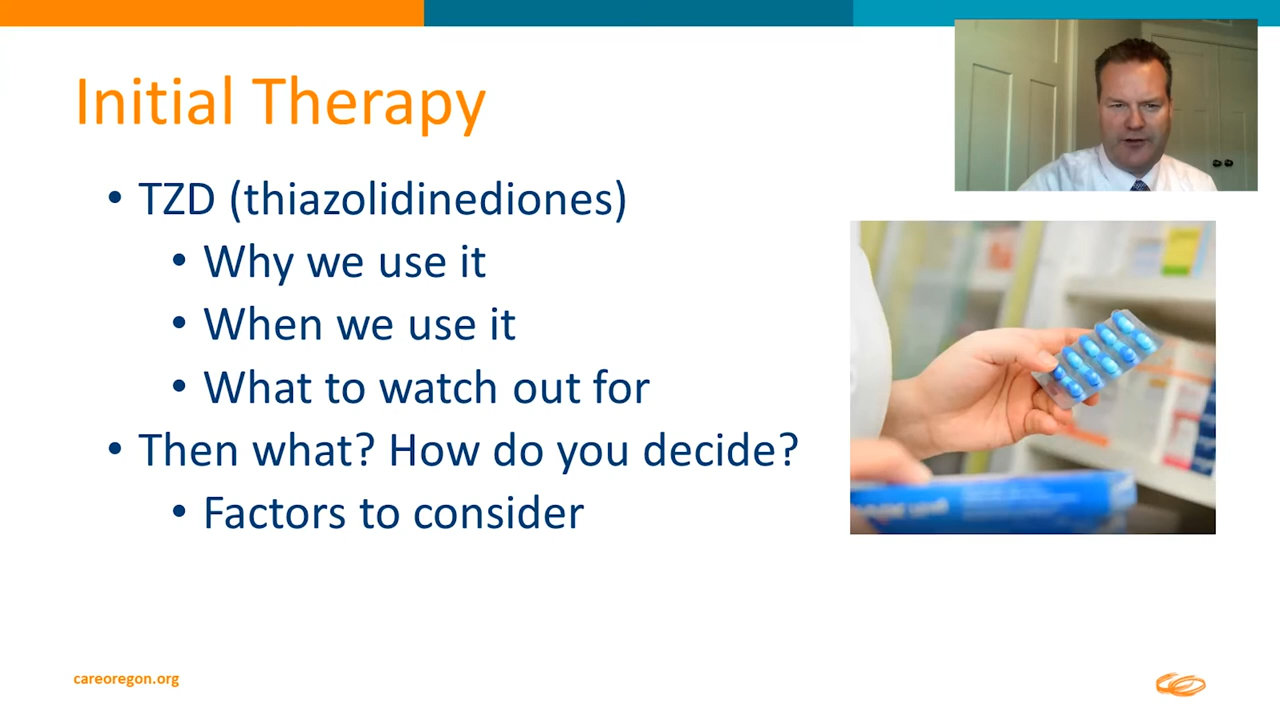 Initial Therapy
• TZD (thiazolidinediones)
• Why we use it
• When we use it
• What to watch out for
• Then what? How do you decide?
• Factors to consider
careoregon.org